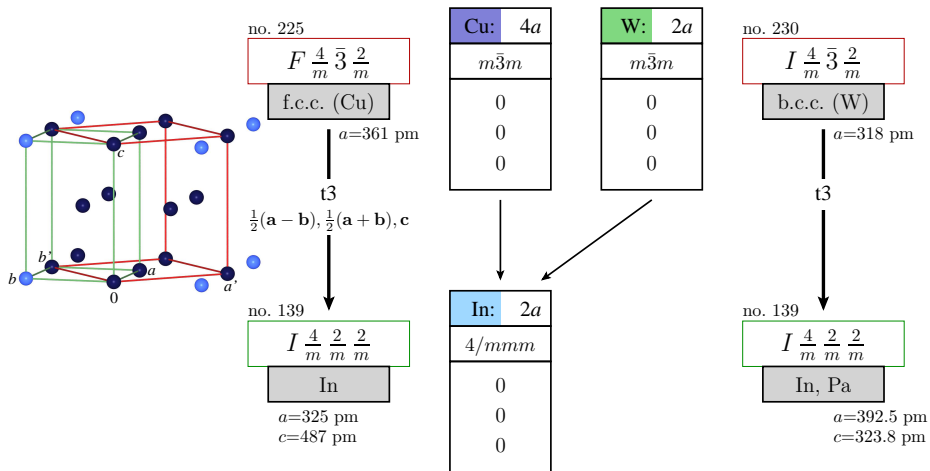 no. 225
F 4/m 3̄ 2/m
f.c.c. (Cu)
a=361 pm
t3
½(a − b), ½(a + b), c
no. 139
I 4/m 2/m 2/m
In
a=325 pm
c=487 pm
c
b'
a
b
0
a'
Cu: 4a
m3̄m
0
0
0
W: 2a
m3̄m
0
0
0
In: 2a
4/mmm
0
0
0
no. 230
I 4/m 3̄ 2/m
b.c.c. (W)
a=318 pm
t3
no. 139
I 4/m 2/m 2/m
In, Pa
a=392.5 pm
c=323.8 pm